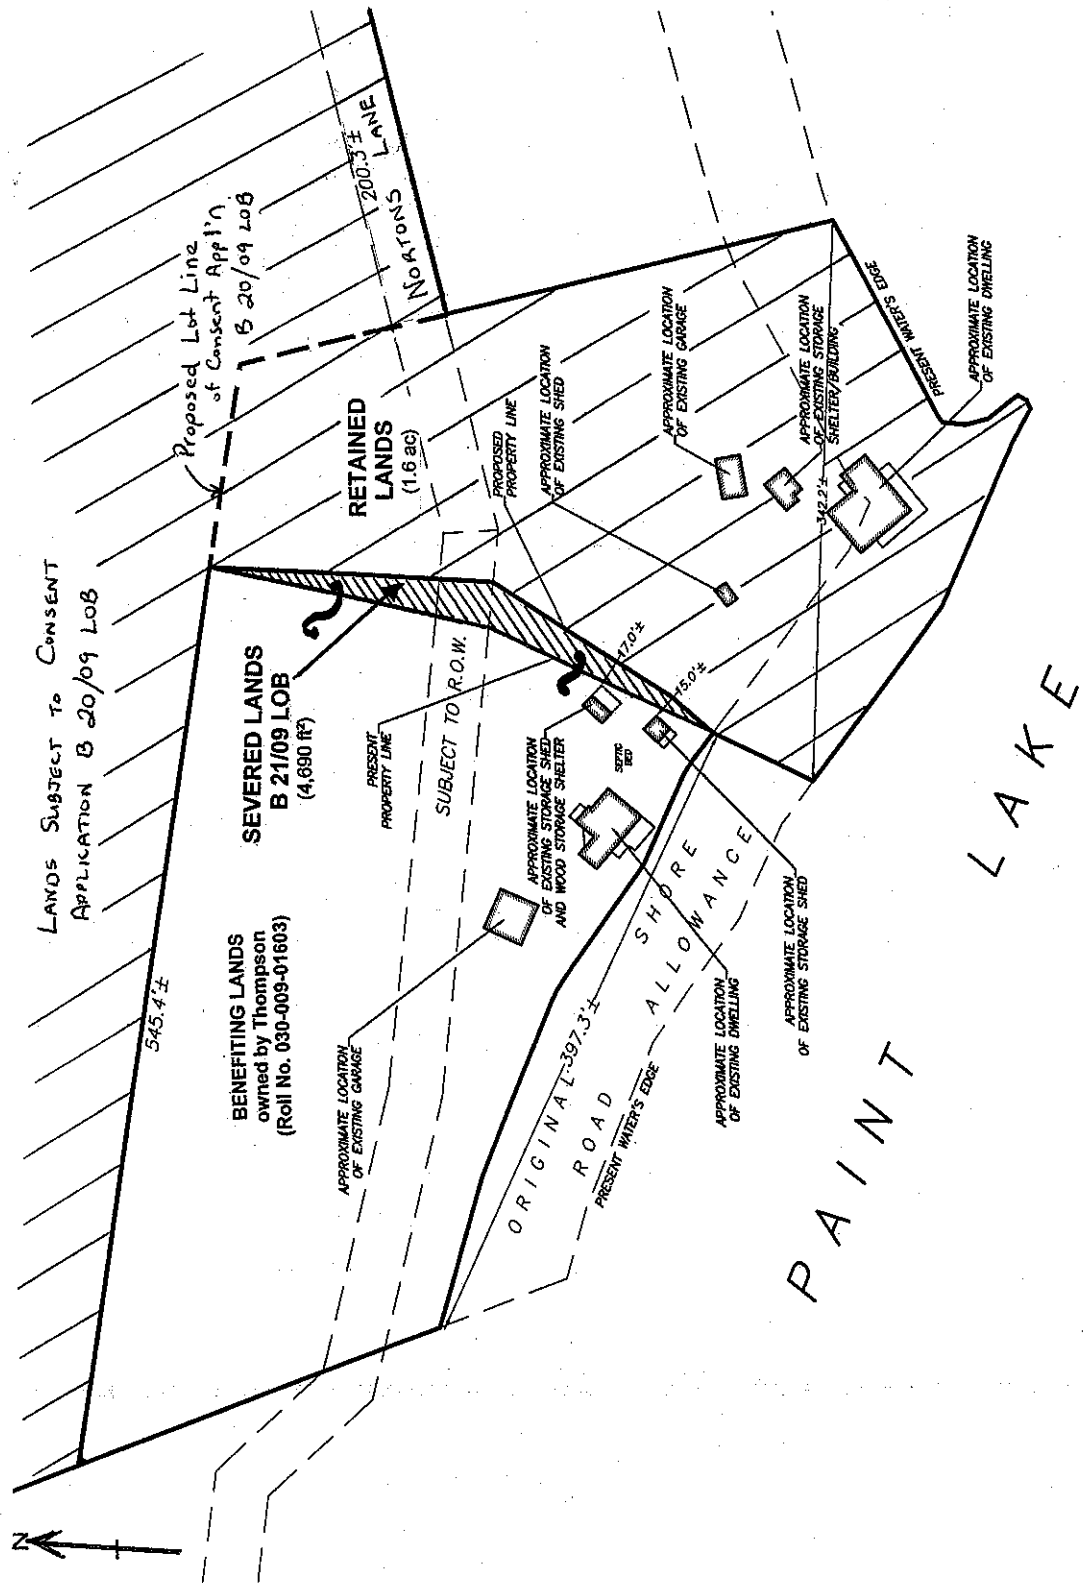 N
LANDS SUBJECT TO CONSENT
APPLICATION B 20/09 LOB
Proposed Lot Line
of Consent Appl'n
B 20/09 LOB
545.4'±
200.3'±
NORTONS LANE
BENEFITING LANDS
owned by Thompson
(Roll No. 030-009-01603)
SEVERED LANDS
B 21/09 LOB
(4,690 ft²)
RETAINED
LANDS
(1.6 ac)
PRESENT
PROPERTY LINE
SUBJECT TO R.O.W.
PROPOSED
PROPERTY LINE
APPROXIMATE LOCATION
OF EXISTING SHED
APPROXIMATE LOCATION
OF EXISTING GARAGE
APPROXIMATE LOCATION
OF EXISTING STORAGE SHED
AND WOOD STORAGE SHELTER
17.0'±
15.0'±
SEPTIC
BED
APPROXIMATE LOCATION
OF EXISTING GARAGE
APPROXIMATE LOCATION
OF EXISTING STORAGE
SHELTER/BUILDING
342.2'±
PRESENT WATER'S EDGE
APPROXIMATE LOCATION
OF EXISTING DWELLING
ORIGINAL SHORE
ROAD ALLOWANCE
397.3'±
PRESENT WATER'S EDGE
APPROXIMATE LOCATION
OF EXISTING DWELLING
APPROXIMATE LOCATION
OF EXISTING STORAGE SHED
PAINT LAKE